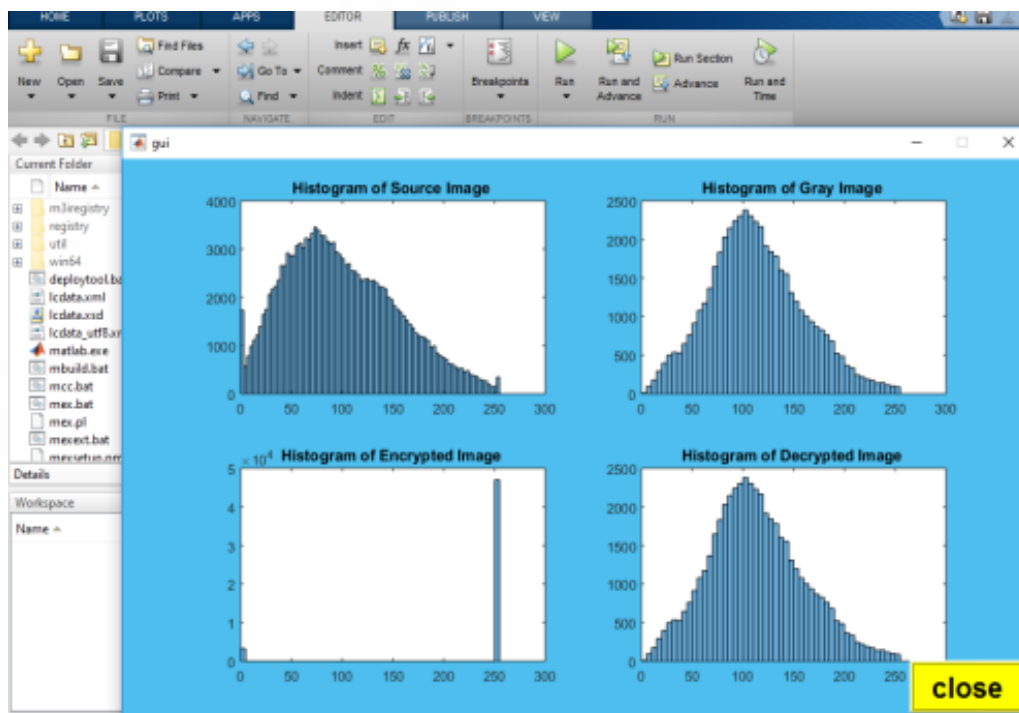 HOME PLOTS APPS EDITOR PUBLISH VIEW
New Open Save Find Files Compare Print
Go To Find
Insert fx
Comment
Indent
Breakpoints
Run Run and Advance Run Section Advance Run and Time
FILE NAVIGATE EDIT BREAKPOINTS RUN
gui
Current Folder
Name
m3iregistry
registry
util
win64
deploytool.ba
lcdata.xml
lcdata.xsd
lcdata_utf8.xr
matlab.exe
mbuild.bat
mcc.bat
mex.bat
mex.pl
mexext.bat
Details
Workspace
Name
Histogram of Source Image
4000
3000
2000
1000
0
0 50 100 150 200 250 300
Histogram of Gray Image
2500
2000
1500
1000
500
0
0 50 100 150 200 250 300
×10^4 Histogram of Encrypted Image
5
4
3
2
1
0
0 50 100 150 200 250 300
Histogram of Decrypted Image
2500
2000
1500
1000
500
0
0 50 100 150 200 250
close